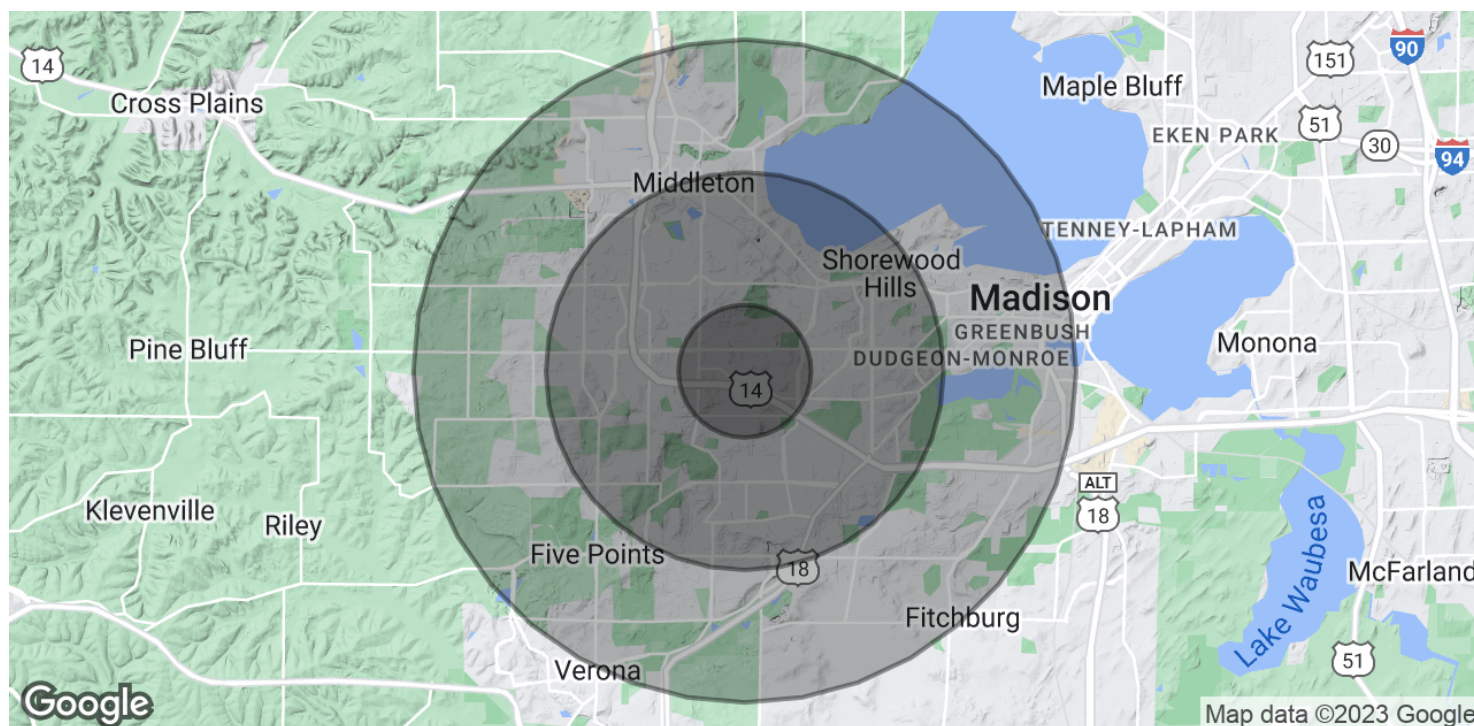 14
Cross Plains
Maple Bluff
151
90
51
EKEN PARK
30
94
Middleton
TENNEY-LAPHAM
Shorewood
Hills
Madison
GREENBUSH
DUDGEON-MONROE
Monona
Pine Bluff
14
ALT
18
Klevenville
Riley
Five Points
18
McFarland
Lake Waubesa
Fitchburg
Verona
51
Google
Map data ©2023 Google